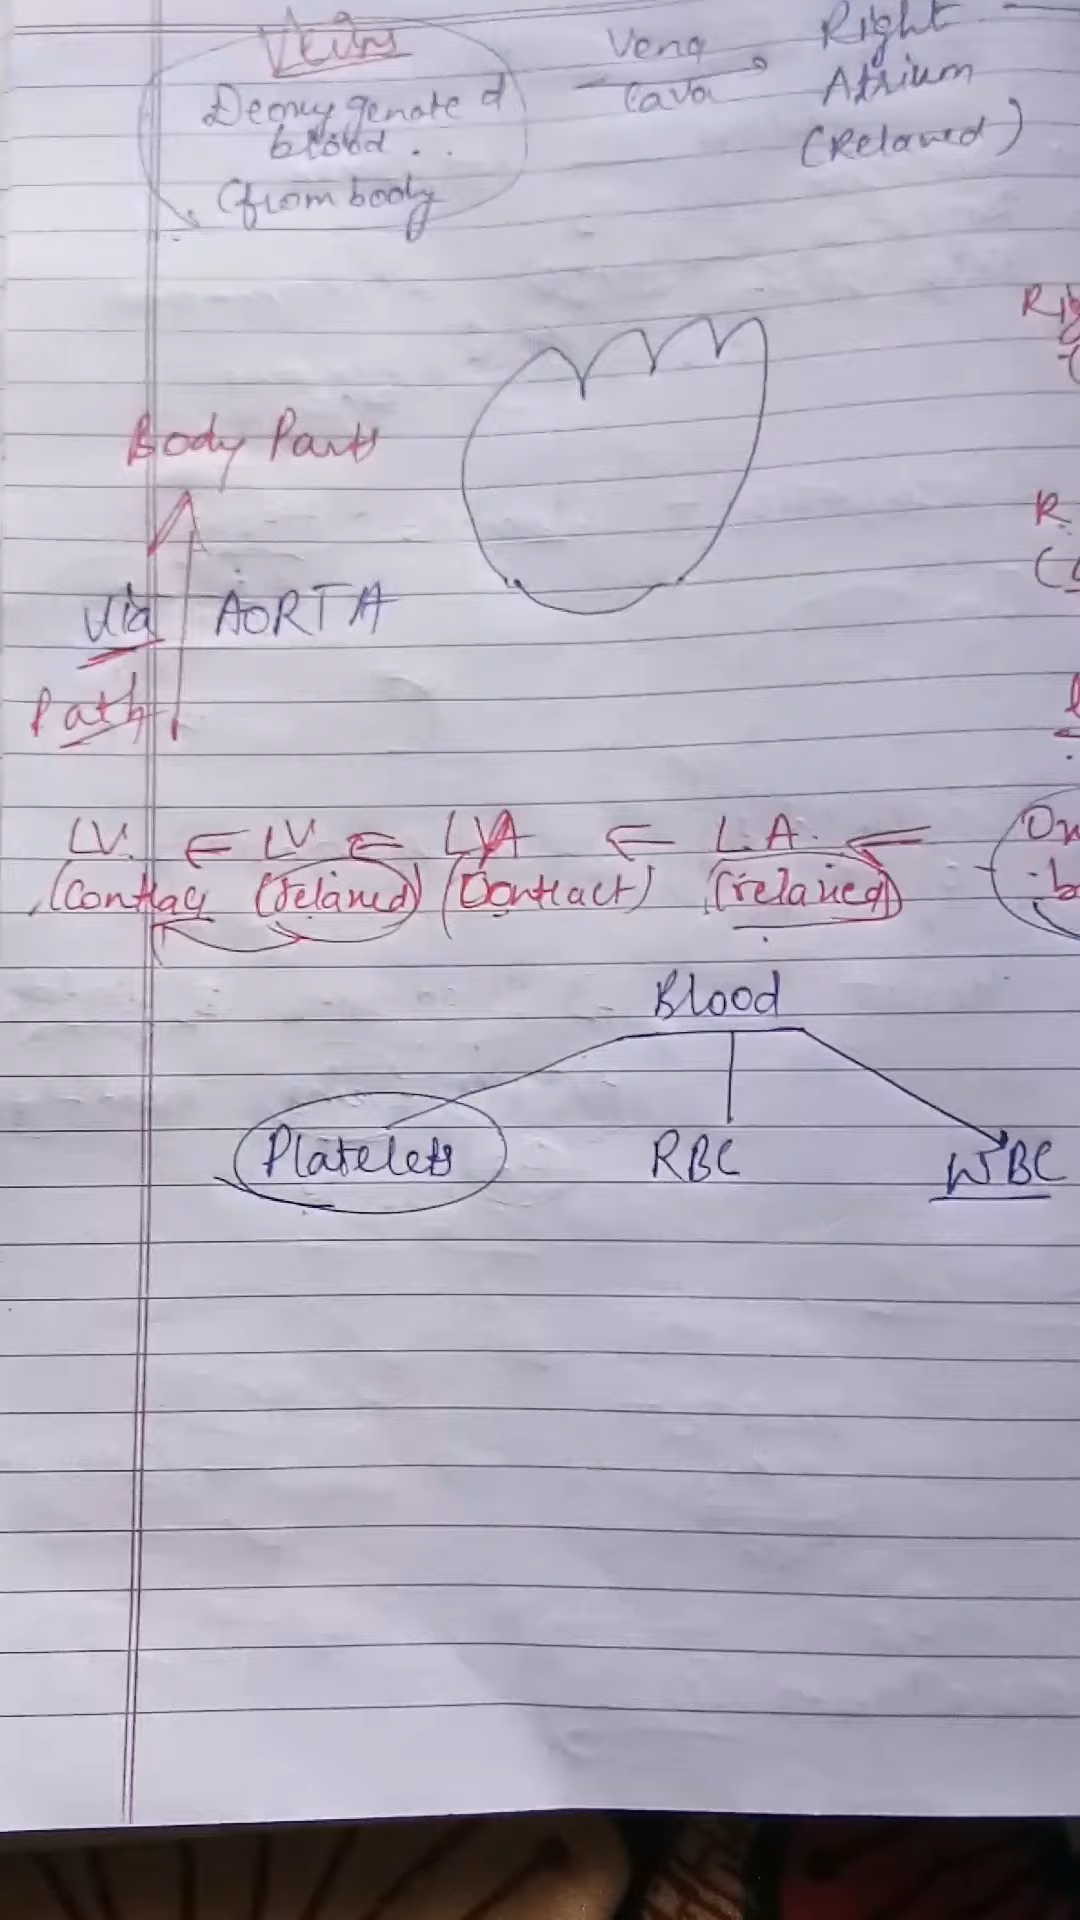 Veins
Vena
Right
Deoxygenated
Cava
Atrium
blood..
(Relaxed)
(from body
Body Parts
R
via
AORTA
(
Path
LV. ⇐ LV ⇐ LA ⇐ L.A. ⇐
(Contrac (relaxed) (Contract) (relaxed)
Blood
Platelets RBC WBC